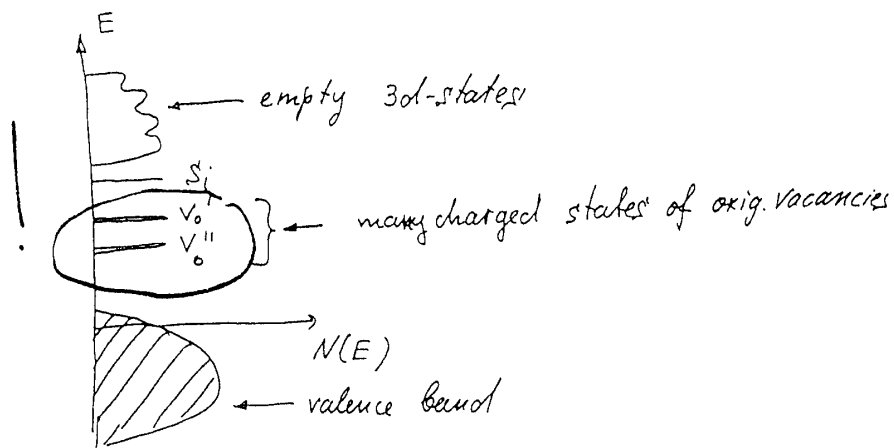 E
empty 3d-states
Si
Vo'
many charged states of oxig. vacancies
Vo"
N(E)
valence band